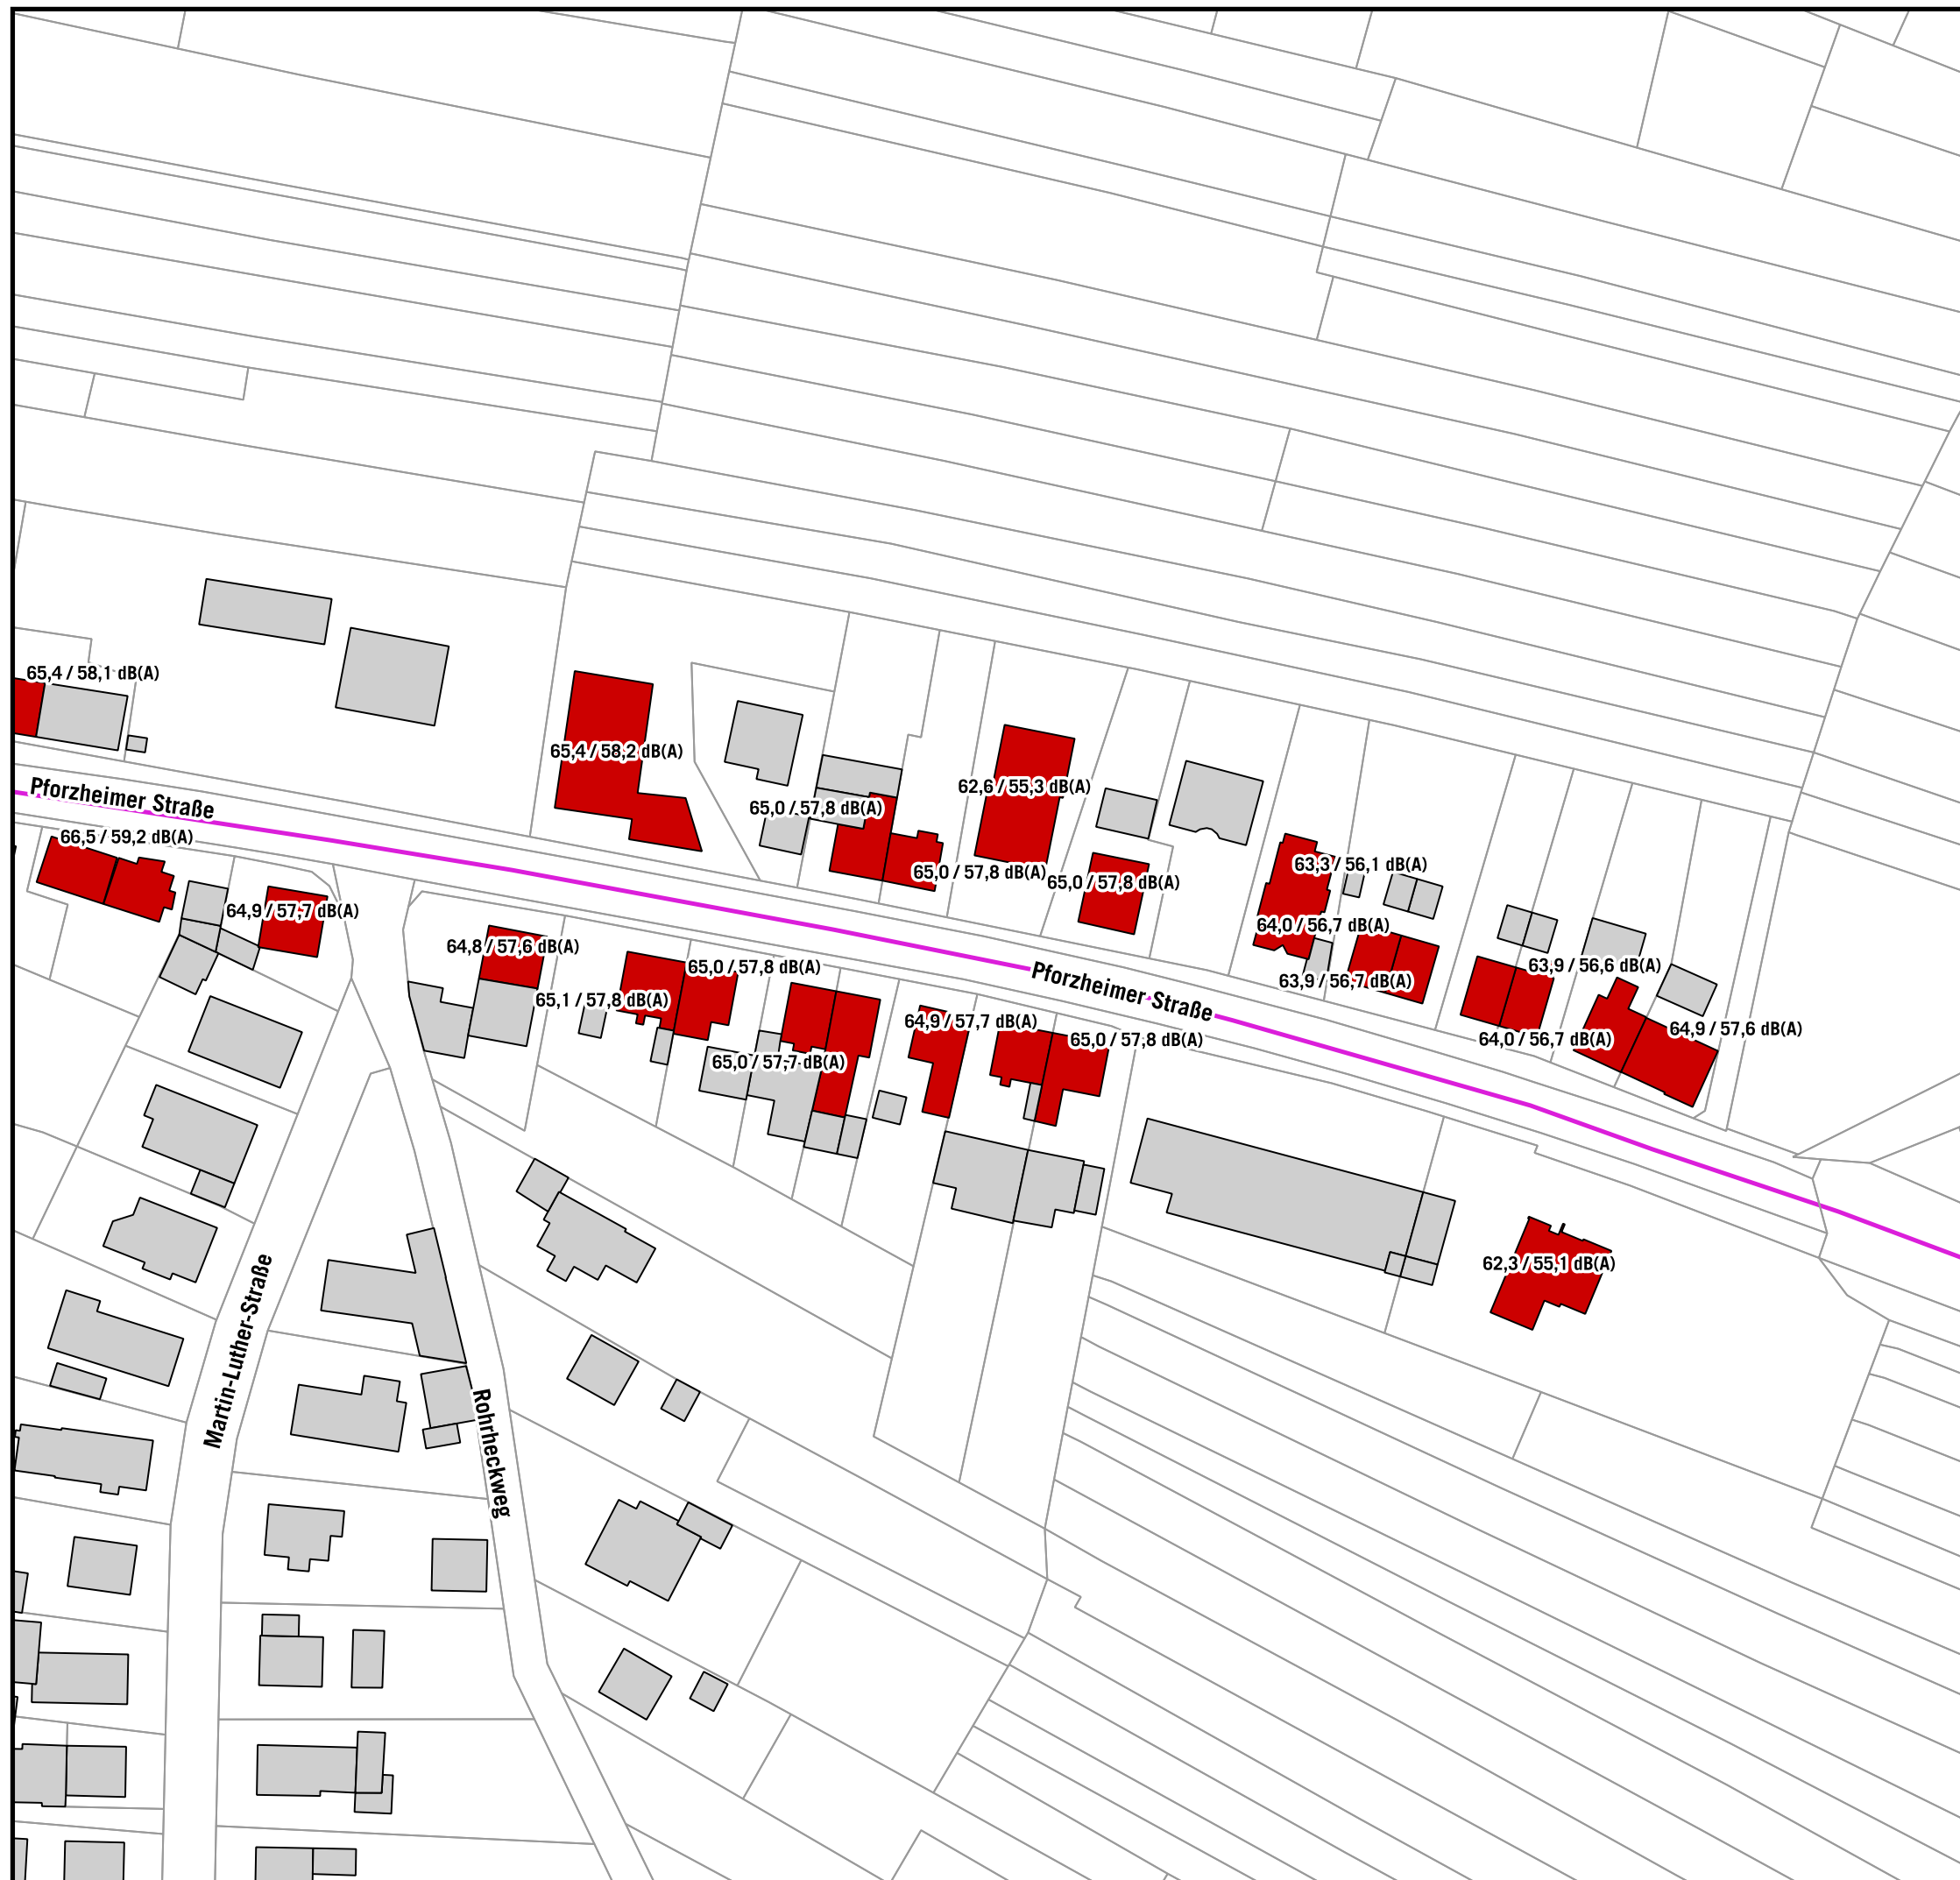 65,4 / 58,1 dB(A)
65,4 / 58,2 dB(A)
Pforzheimer Straße
62,6 / 55,3 dB(A)
65,0 / 57,8 dB(A)
66,5 / 59,2 dB(A)
63,3 / 56,1 dB(A)
65,0 / 57,8 dB(A)
65,0 / 57,8 dB(A)
64,9 / 57,7 dB(A)
64,0 / 56,7 dB(A)
64,8 / 57,6 dB(A)
65,0 / 57,8 dB(A)
63,9 / 56,6 dB(A)
63,9 / 56,7 dB(A)
Pforzheimer Straße
65,1 / 57,8 dB(A)
64,9 / 57,7 dB(A)
64,9 / 57,6 dB(A)
65,0 / 57,8 dB(A)
64,0 / 56,7 dB(A)
65,0 / 57,7 dB(A)
62,3 / 55,1 dB(A)
Martin-Luther-Straße
Rohrheckweg